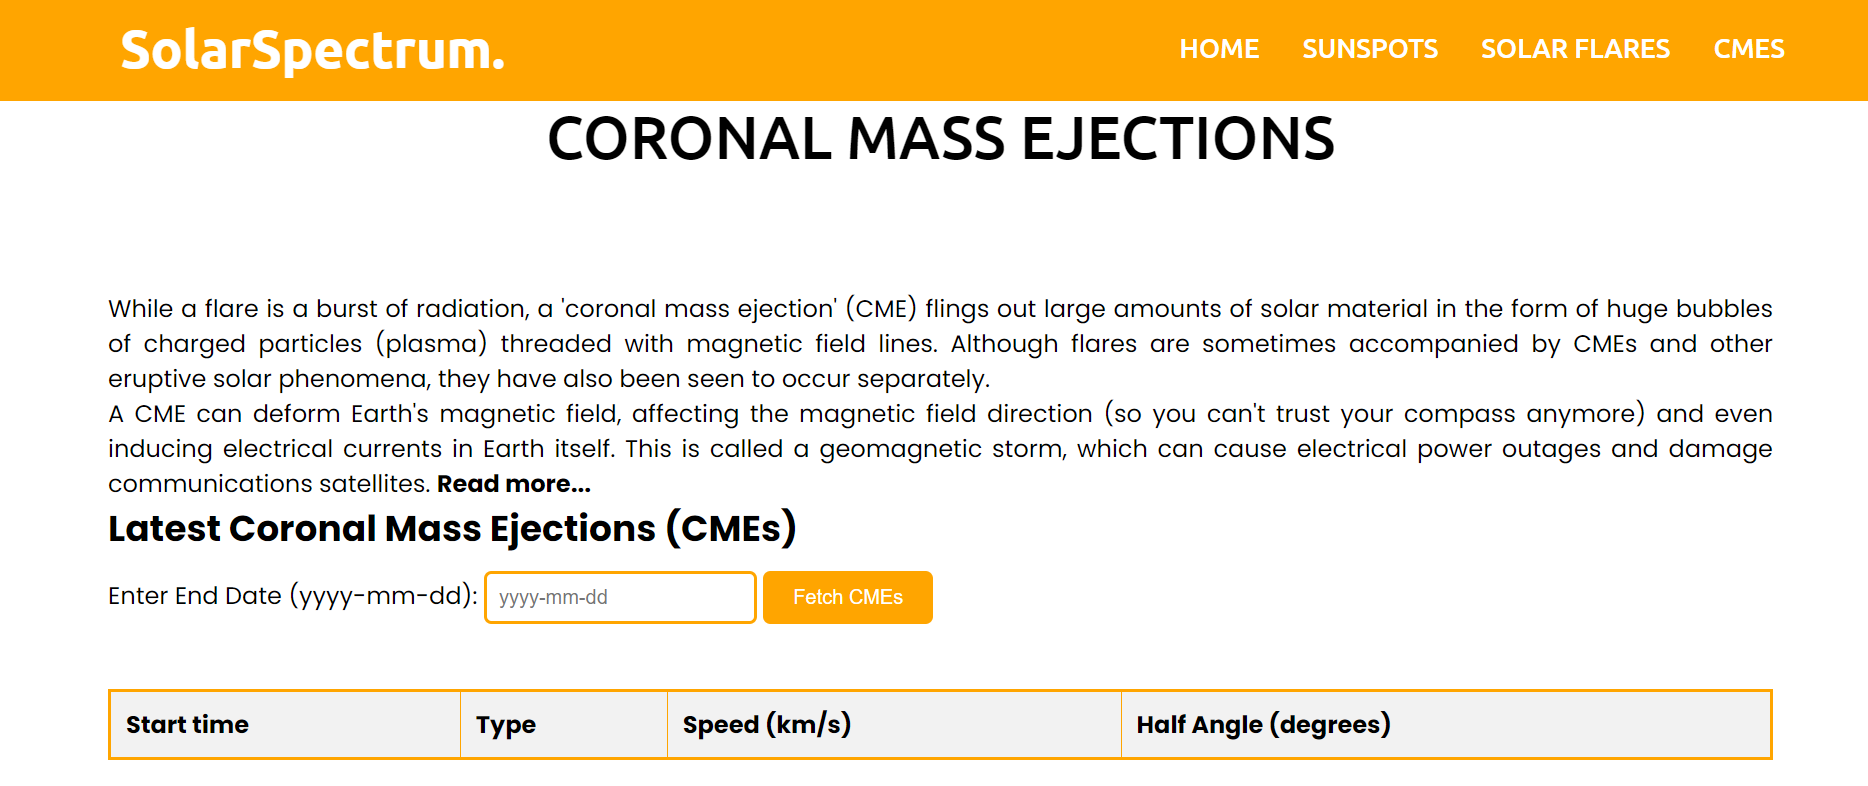 SolarSpectrum.
HOME SUNSPOTS SOLAR FLARES CMES
CORONAL MASS EJECTIONS
While a flare is a burst of radiation, a 'coronal mass ejection' (CME) flings out large amounts of solar material in the form of huge bubbles
of charged particles (plasma) threaded with magnetic field lines. Although flares are sometimes accompanied by CMEs and other
eruptive solar phenomena, they have also been seen to occur separately.
A CME can deform Earth's magnetic field, affecting the magnetic field direction (so you can't trust your compass anymore) and even
inducing electrical currents in Earth itself. This is called a geomagnetic storm, which can cause electrical power outages and damage
communications satellites. Read more...
Latest Coronal Mass Ejections (CMEs)
Enter End Date (yyyy-mm-dd): yyyy-mm-dd Fetch CMEs
Start time Type Speed (km/s) Half Angle (degrees)